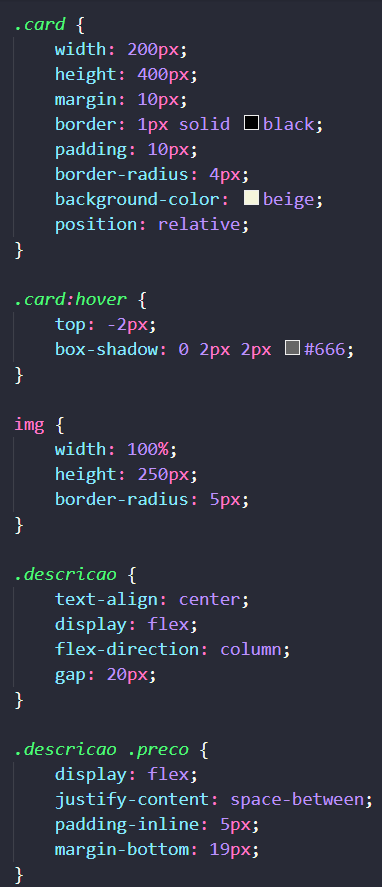 .card {
    width: 200px;
    height: 400px;
    margin: 10px;
    border: 1px solid black;
    padding: 10px;
    border-radius: 4px;
    background-color: beige;
    position: relative;
}

.card:hover {
    top: -2px;
    box-shadow: 0 2px 2px #666;
}

img {
    width: 100%;
    height: 250px;
    border-radius: 5px;
}

.descricao {
    text-align: center;
    display: flex;
    flex-direction: column;
    gap: 20px;
}

.descricao .preco {
    display: flex;
    justify-content: space-between;
    padding-inline: 5px;
    margin-bottom: 19px;
}